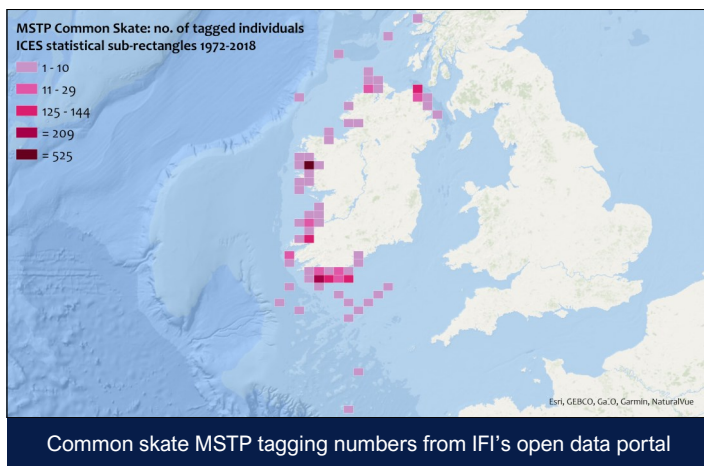 MSTP Common Skate: no. of tagged individuals
ICES statistical sub-rectangles 1972-2018
1 - 10
11 - 29
125 - 144
= 209
= 525
Esri, GEBCO, Garmin, NaturalVue
Common skate MSTP tagging numbers from IFI's open data portal